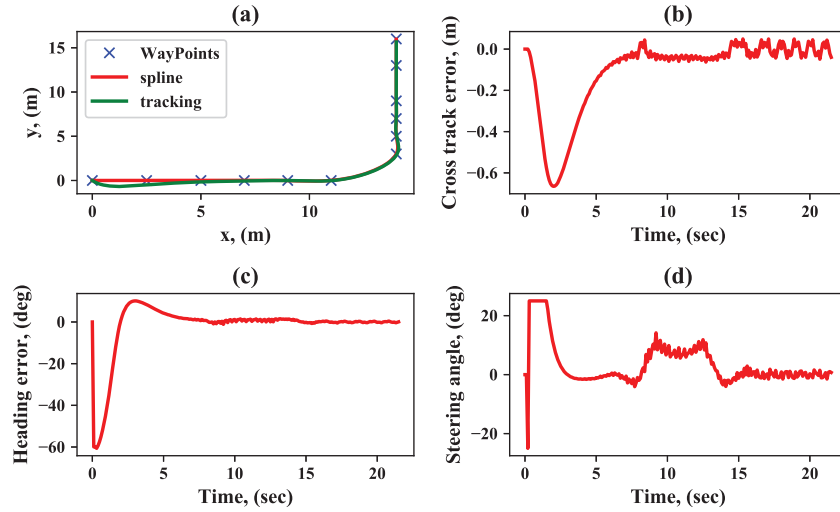 (a)
15
10
5
0
y, (m)
WayPoints
spline
tracking
0
5
10
x, (m)
(b)
0.0
−0.2
−0.4
−0.6
Cross track error, (m)
0
5
10
15
20
Time, (sec)
(c)
0
−20
−40
−60
Heading error, (deg)
0
5
10
15
20
Time, (sec)
(d)
20
0
−20
Steering angle, (deg)
0
5
10
15
20
Time, (sec)